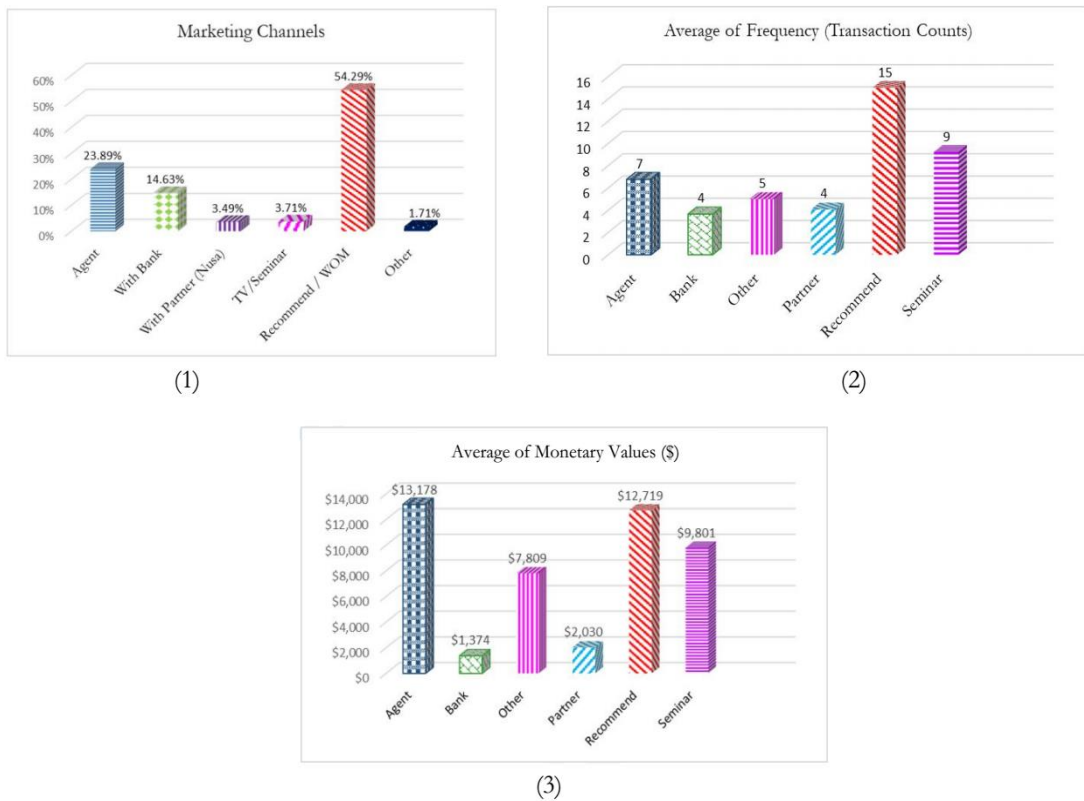 Marketing Channels
60%
50%
40%
30%
20%
10%
0%
23.89%
14.63%
3.49%
3.71%
54.29%
1.71%
Agent
With Bank
With Partner (Nusa)
TV/Seminar
Recommend / WOM
Other
(1)
Average of Frequency (Transaction Counts)
16
14
12
10
8
6
4
2
0
7
4
5
4
15
9
Agent
Bank
Other
Partner
Recommend
Seminar
(2)
Average of Monetary Values ($)
$14,000
$12,000
$10,000
$8,000
$6,000
$4,000
$2,000
$0
$13,178
$1,374
$7,809
$2,030
$12,719
$9,801
Agent
Bank
Other
Partner
Recommend
Seminar
(3)